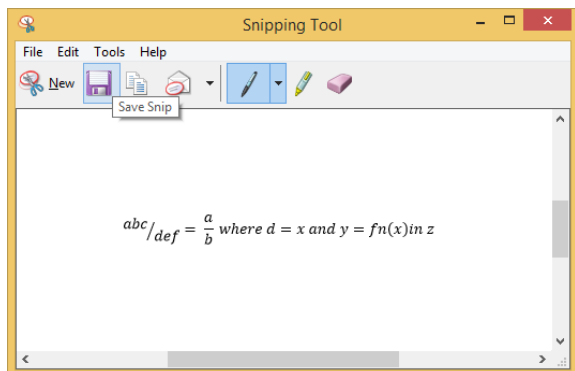 Snipping Tool
File Edit Tools Help
New
Save Snip
abc/def = a/b where d = x and y = fn(x)in z